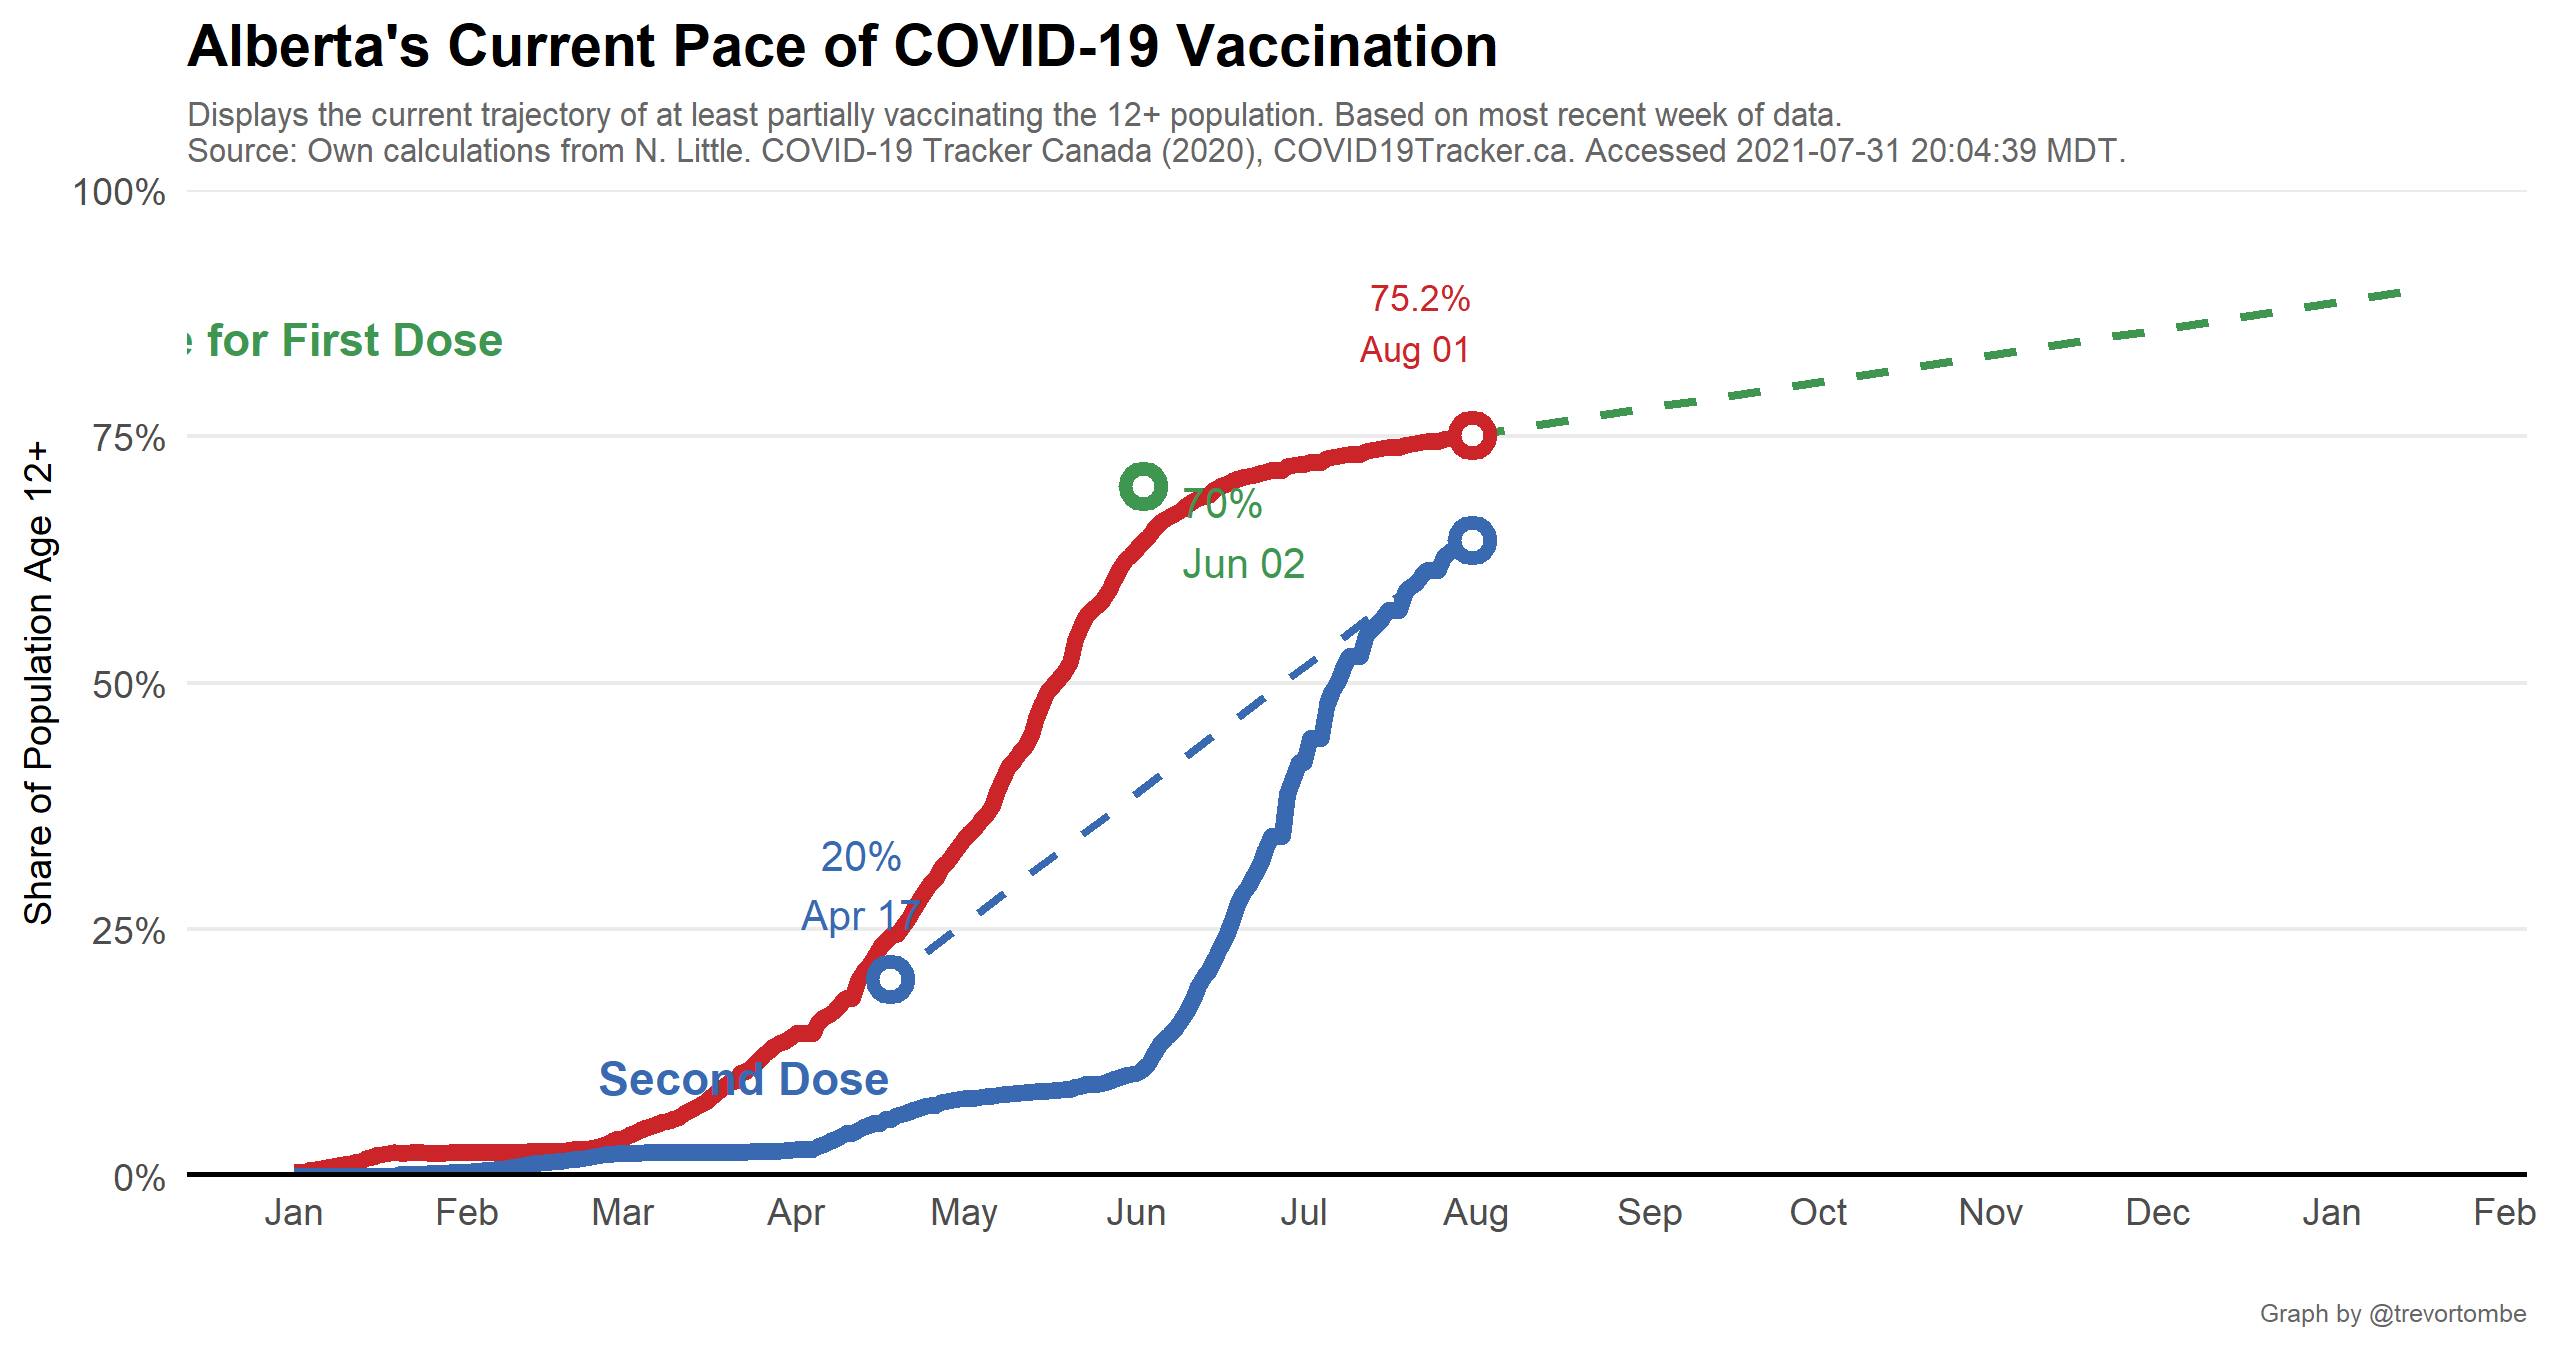 Alberta's Current Pace of COVID-19 Vaccination
Displays the current trajectory of at least partially vaccinating the 12+ population. Based on most recent week of data.
Source: Own calculations from N. Little. COVID-19 Tracker Canada (2020), COVID19Tracker.ca. Accessed 2021-07-31 20:04:39 MDT.
100%
75%
50%
25%
0%
Share of Population Age 12+
for First Dose
75.2%
Aug 01
70%
Jun 02
20%
Apr 17
Second Dose
Jan Feb Mar Apr May Jun Jul Aug Sep Oct Nov Dec Jan Feb
Graph by @trevortombe